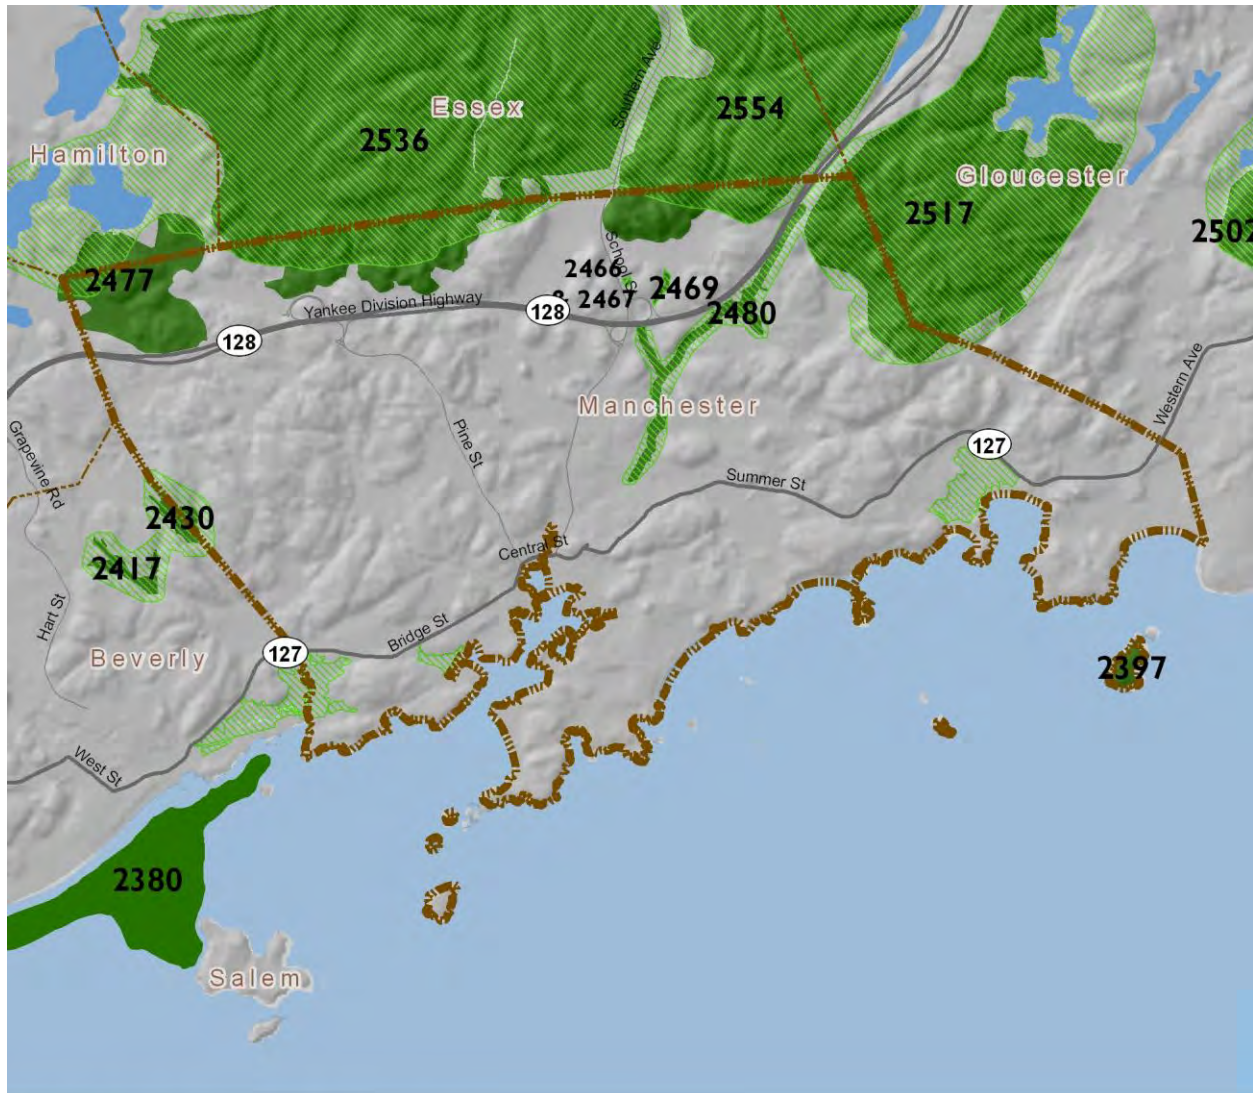 Essex
2536
Hamilton
Southern Ave
2554
Gloucester
2517
2502
2477
School S
2466
& 2467
2469
2480
Yankee Division Highway
128
128
Manchester
Western Ave
Grapevine Rd
Pine St
127
Summer St
2430
2417
Central St
Hart St
Bridge St
Beverly
127
2397
West St
2380
Salem